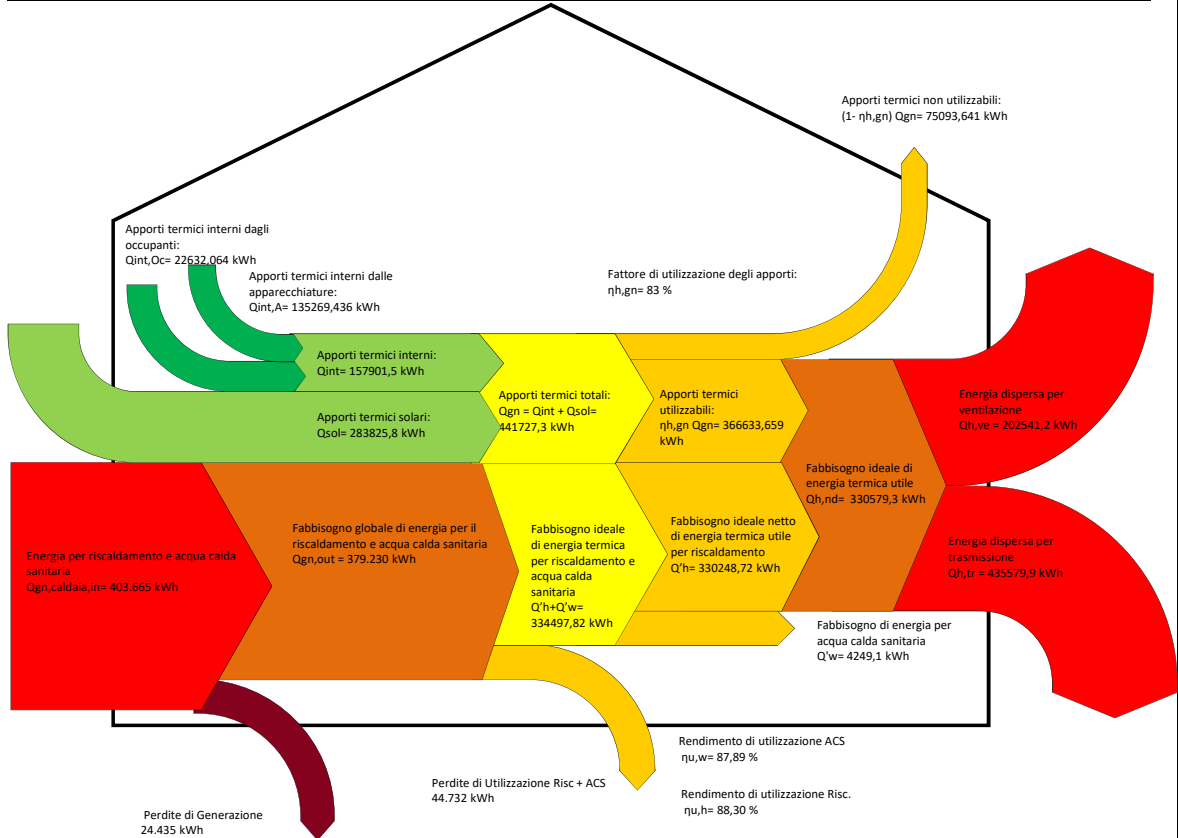 Apporti termici non utilizzabili:
(1- ηh,gn) Qgn= 75093,641 kWh
Apporti termici interni dagli
occupanti:
Qint,Oc= 22632,064 kWh
Apporti termici interni dalle
apparecchiature:
Qint,A= 135269,436 kWh
Fattore di utilizzazione degli apporti:
ηh,gn= 83 %
Apporti termici interni:
Qint= 157901,5 kWh
Apporti termici solari:
Qsol= 283825,8 kWh
Apporti termici totali:
Qgn = Qint + Qsol=
441727,3 kWh
Apporti termici
utilizzabili:
ηh,gn Qgn= 366633,659
kWh
Energia dispersa per
ventilazione
Qh,ve = 202541,2 kWh
Fabbisogno ideale di
energia termica utile
Qh,nd=  330579,3 kWh
Energia per riscaldamento e acqua calda
sanitaria
Qgn,caldaia,in= 403.665 kWh
Fabbisogno globale di energia per il
riscaldamento e acqua calda sanitaria
Qgn,out = 379.230 kWh
Fabbisogno ideale
di energia termica
per riscaldamento e
acqua calda
sanitaria
Q’h+Q’w=
334497,82 kWh
Fabbisogno ideale netto
di energia termica utile
per riscaldamento
Q’h= 330248,72 kWh
Energia dispersa per
trasmissione
Qh,tr = 435579,9 kWh
Fabbisogno di energia per
acqua calda sanitaria
Q'w= 4249,1 kWh
Rendimento di utilizzazione ACS
ηu,w= 87,89 %
Perdite di Utilizzazione Risc + ACS
44.732 kWh
Rendimento di utilizzazione Risc.
ηu,h= 88,30 %
Perdite di Generazione
24.435 kWh